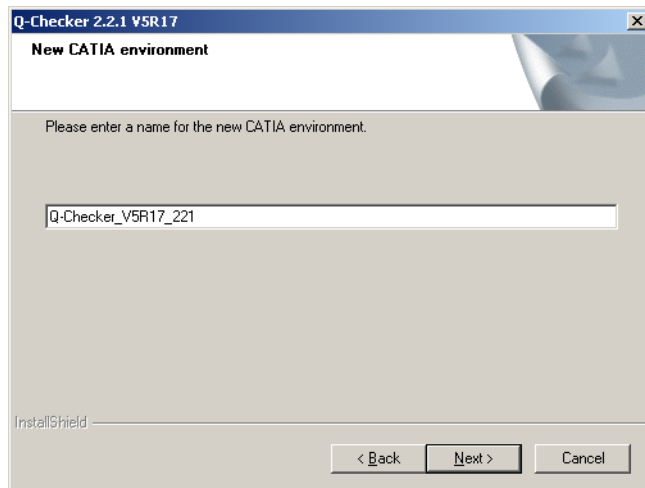 Q-Checker 2.2.1 V5R17
New CATIA environment
Please enter a name for the new CATIA environment.
Q-Checker_V5R17_221
InstallShield
< Back
Next >
Cancel